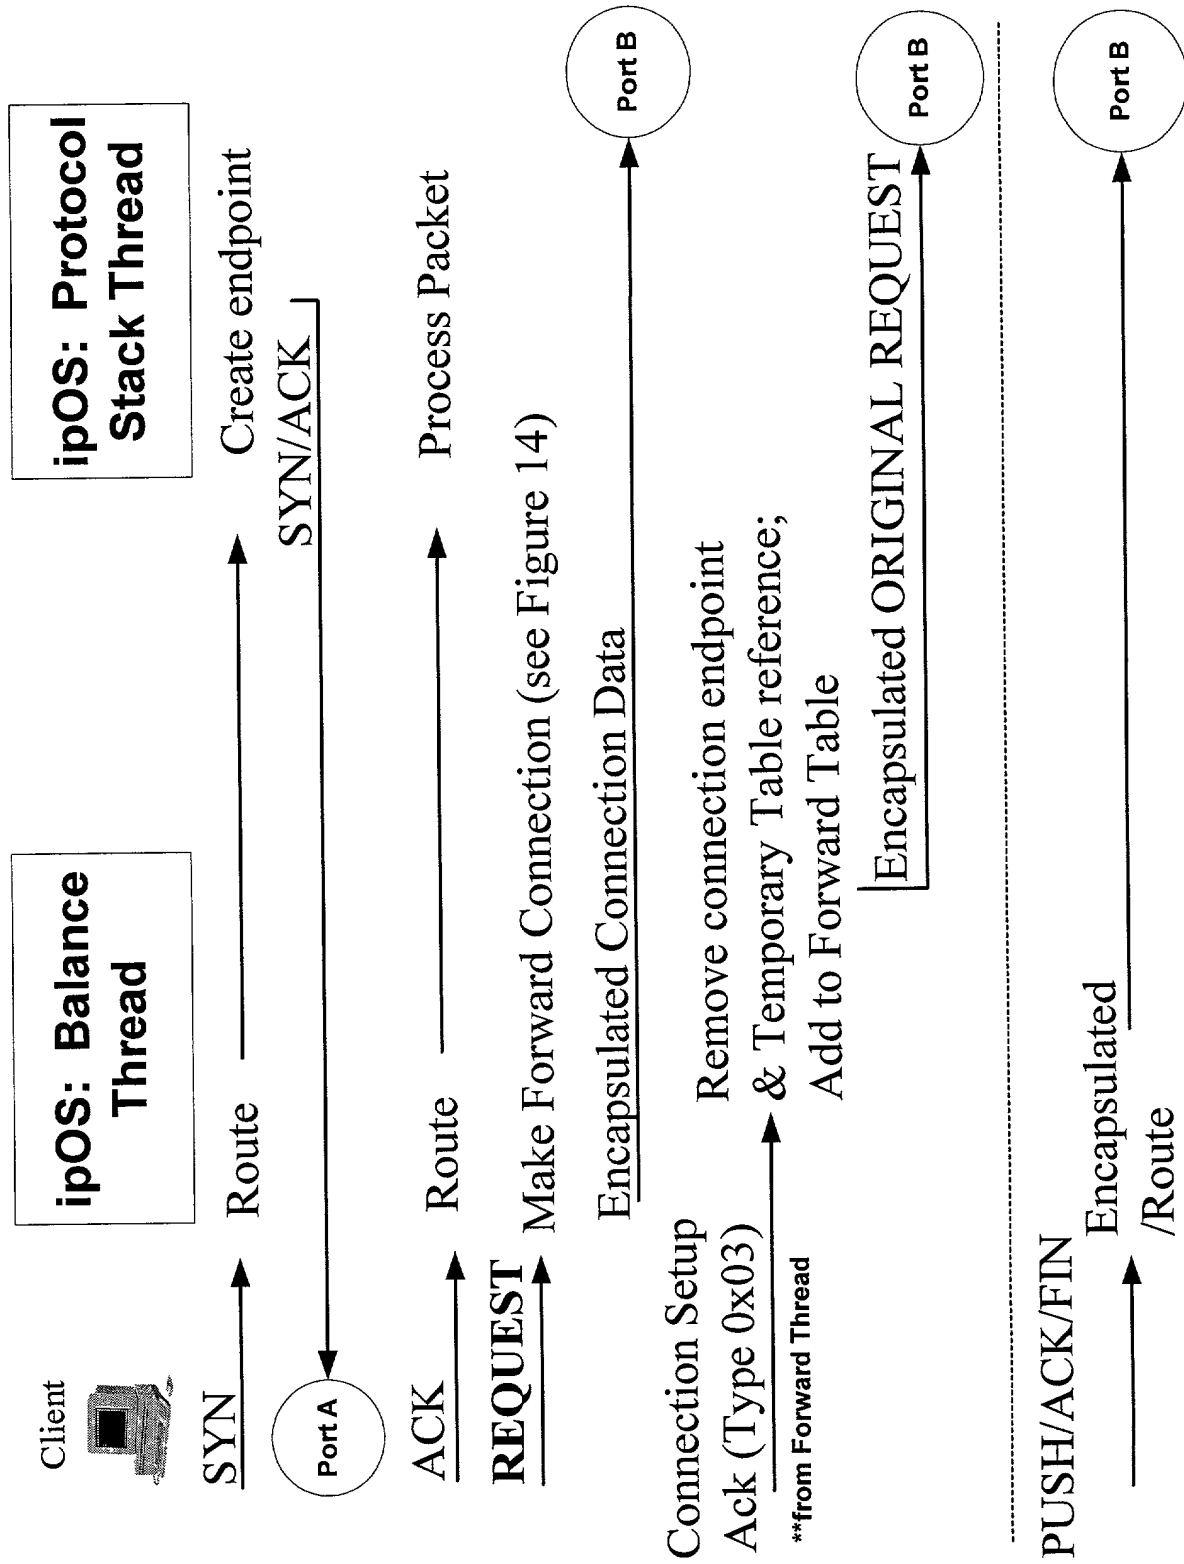 Client
ipOS: Balance
Thread
ipOS: Protocol
Stack Thread
SYN
Route
Create endpoint
SYN/ACK
Port A
ACK
Route
Process Packet
REQUEST
Make Forward Connection (see Figure 14)
Encapsulated Connection Data
Port B
Connection Setup
Ack (Type 0x03)
**from Forward Thread
Remove connection endpoint
& Temporary Table reference;
Add to Forward Table
Encapsulated ORIGINAL REQUEST
Port B
PUSH/ACK/FIN
Encapsulated
/Route
Port B